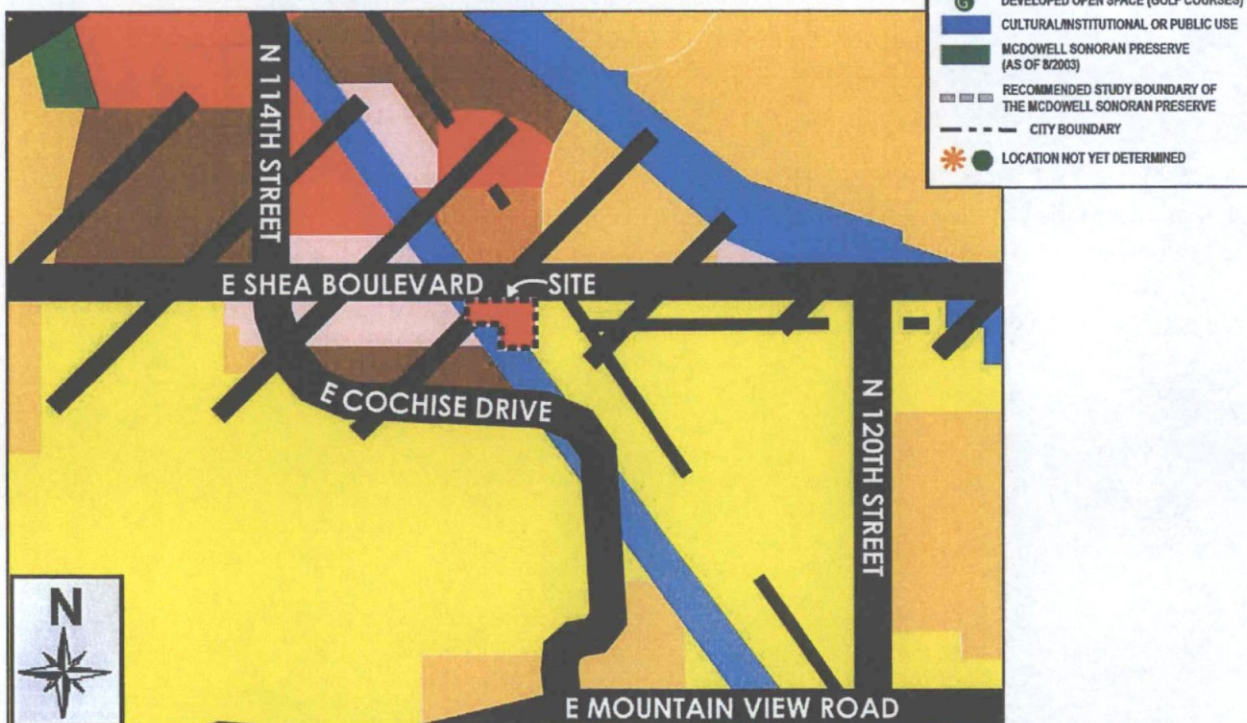 DEVELOPED OPEN SPACE (GOLF COURSES)
G
CULTURAL/INSTITUTIONAL OR PUBLIC USE
MCDOWELL SONORAN PRESERVE
(AS OF 8/2003)
RECOMMENDED STUDY BOUNDARY OF
THE MCDOWELL SONORAN PRESERVE
CITY BOUNDARY
LOCATION NOT YET DETERMINED
N 114TH STREET
E SHEA BOULEVARD
SITE
E COCHISE DRIVE
N 120TH STREET
N
E MOUNTAIN VIEW ROAD